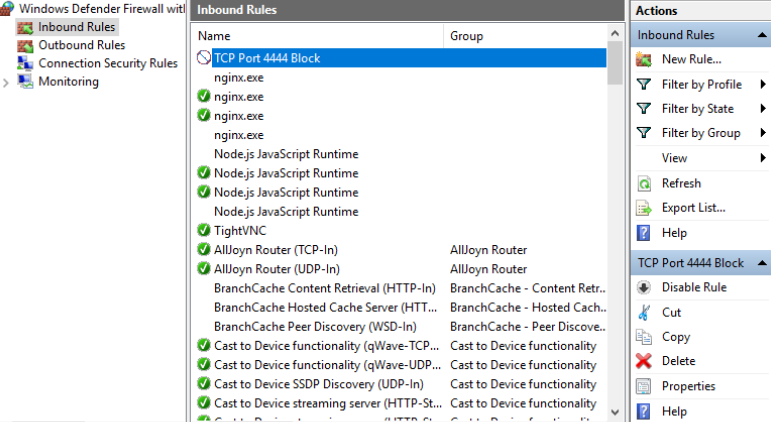 Windows Defender Firewall wit
Inbound Rules
Outbound Rules
Connection Security Rules
Monitoring
Inbound Rules
Name Group
TCP Port 4444 Block
nginx.exe
nginx.exe
nginx.exe
nginx.exe
Node.js JavaScript Runtime
Node.js JavaScript Runtime
Node.js JavaScript Runtime
Node.js JavaScript Runtime
TightVNC
AllJoyn Router (TCP-In) AllJoyn Router
AllJoyn Router (UDP-In) AllJoyn Router
BranchCache Content Retrieval (HTTP-In) BranchCache - Content Retr...
BranchCache Hosted Cache Server (HTT... BranchCache - Hosted Cach...
BranchCache Peer Discovery (WSD-In) BranchCache - Peer Discove...
Cast to Device functionality (qWave-TCP... Cast to Device functionality
Cast to Device functionality (qWave-UDP... Cast to Device functionality
Cast to Device SSDP Discovery (UDP-In) Cast to Device functionality
Cast to Device streaming server (HTTP-St... Cast to Device functionality
Actions
Inbound Rules
New Rule...
Filter by Profile
Filter by State
Filter by Group
View
Refresh
Export List...
Help
TCP Port 4444 Block
Disable Rule
Cut
Copy
Delete
Properties
Help